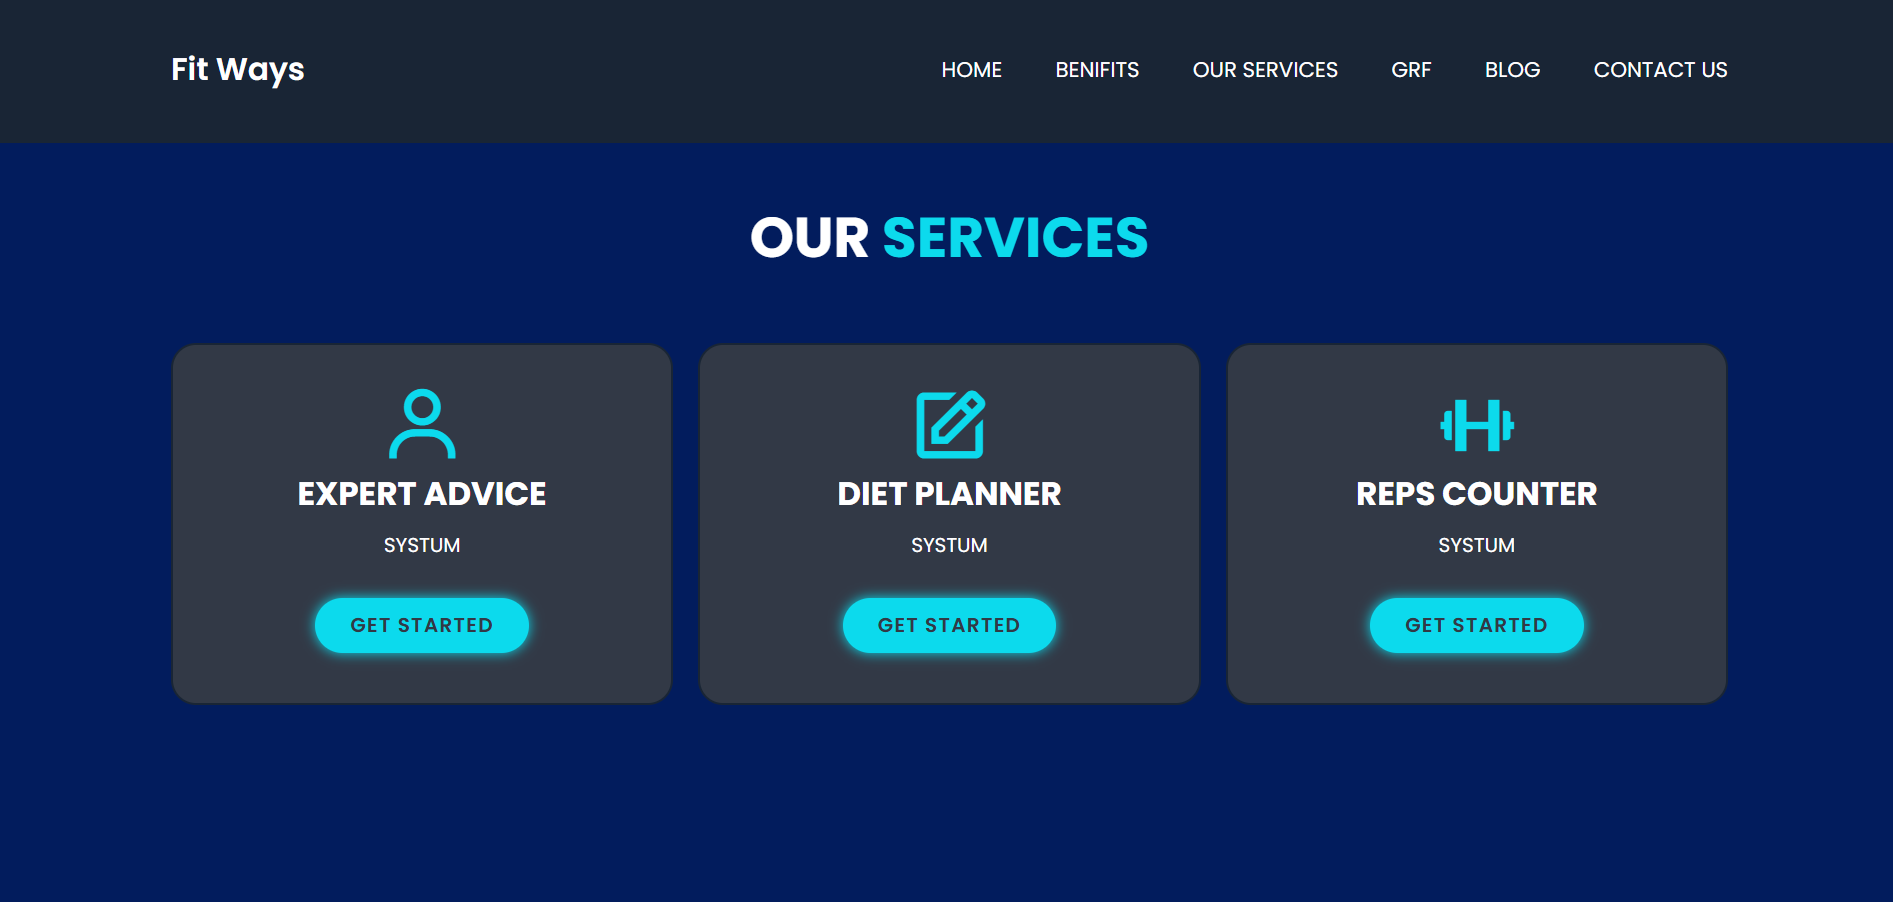 Fit Ways
HOME BENIFITS OUR SERVICES GRF BLOG CONTACT US
OUR SERVICES
EXPERT ADVICE
SYSTUM
GET STARTED
DIET PLANNER
SYSTUM
GET STARTED
REPS COUNTER
SYSTUM
GET STARTED